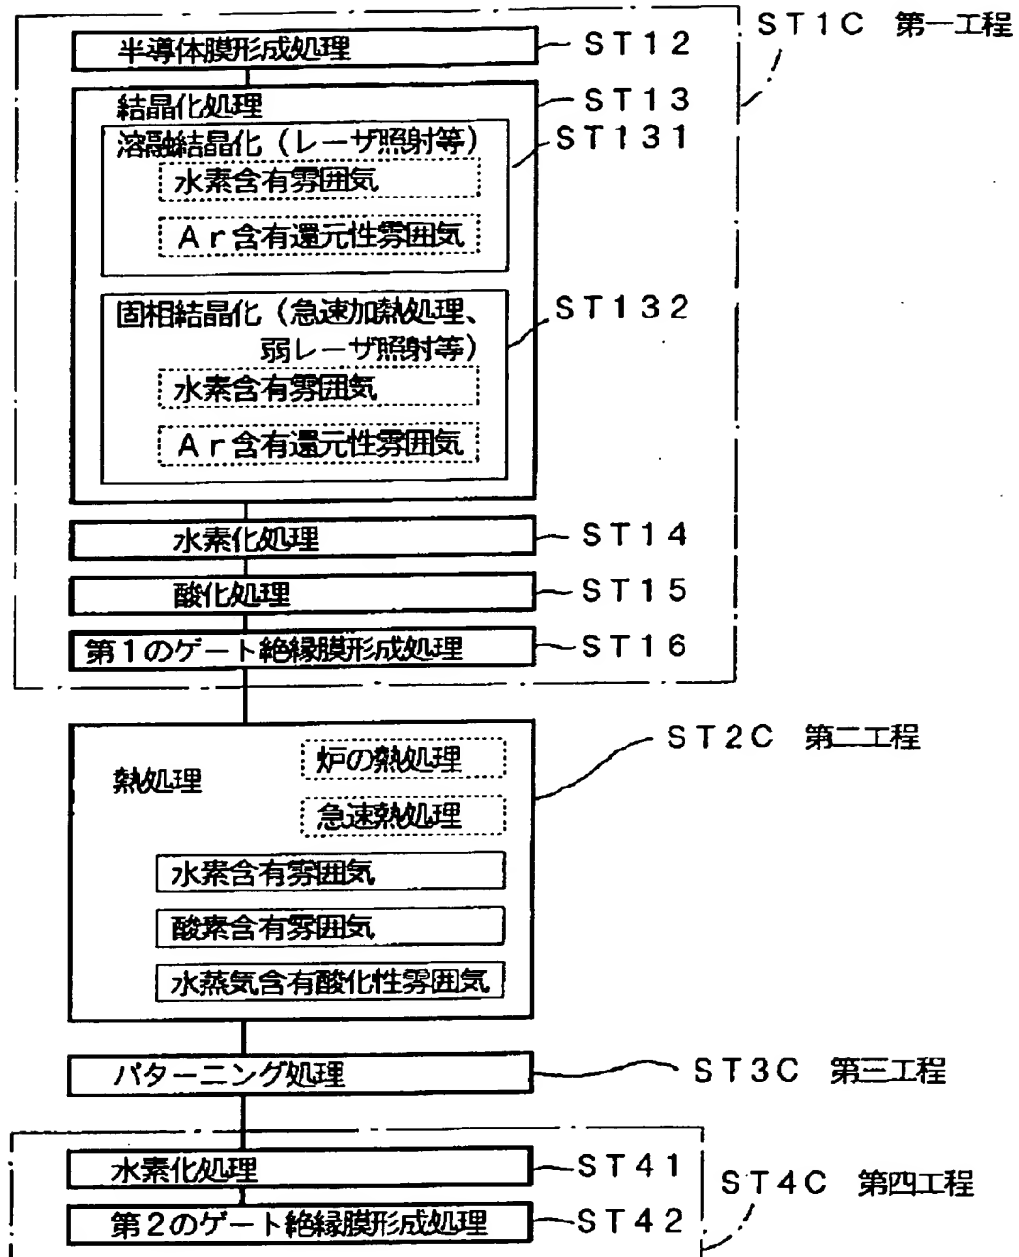 ST1C 第一工程
半導体膜形成処理 ST12
結晶化処理 ST13
溶融結晶化(レーザ照射等) ST131
水素含有雰囲気
Ar含有還元性雰囲気
固相結晶化(急速加熱処理、 ST132
弱レーザ照射等)
水素含有雰囲気
Ar含有還元性雰囲気
水素化処理 ST14
酸化処理 ST15
第1のゲート絶縁膜形成処理 ST16
ST2C 第二工程
炉の熱処理
熱処理
急速熱処理
水素含有雰囲気
酸素含有雰囲気
水蒸気含有酸化性雰囲気
パターニング処理 ST3C 第三工程
水素化処理 ST41
ST4C 第四工程
第2のゲート絶縁膜形成処理 ST42